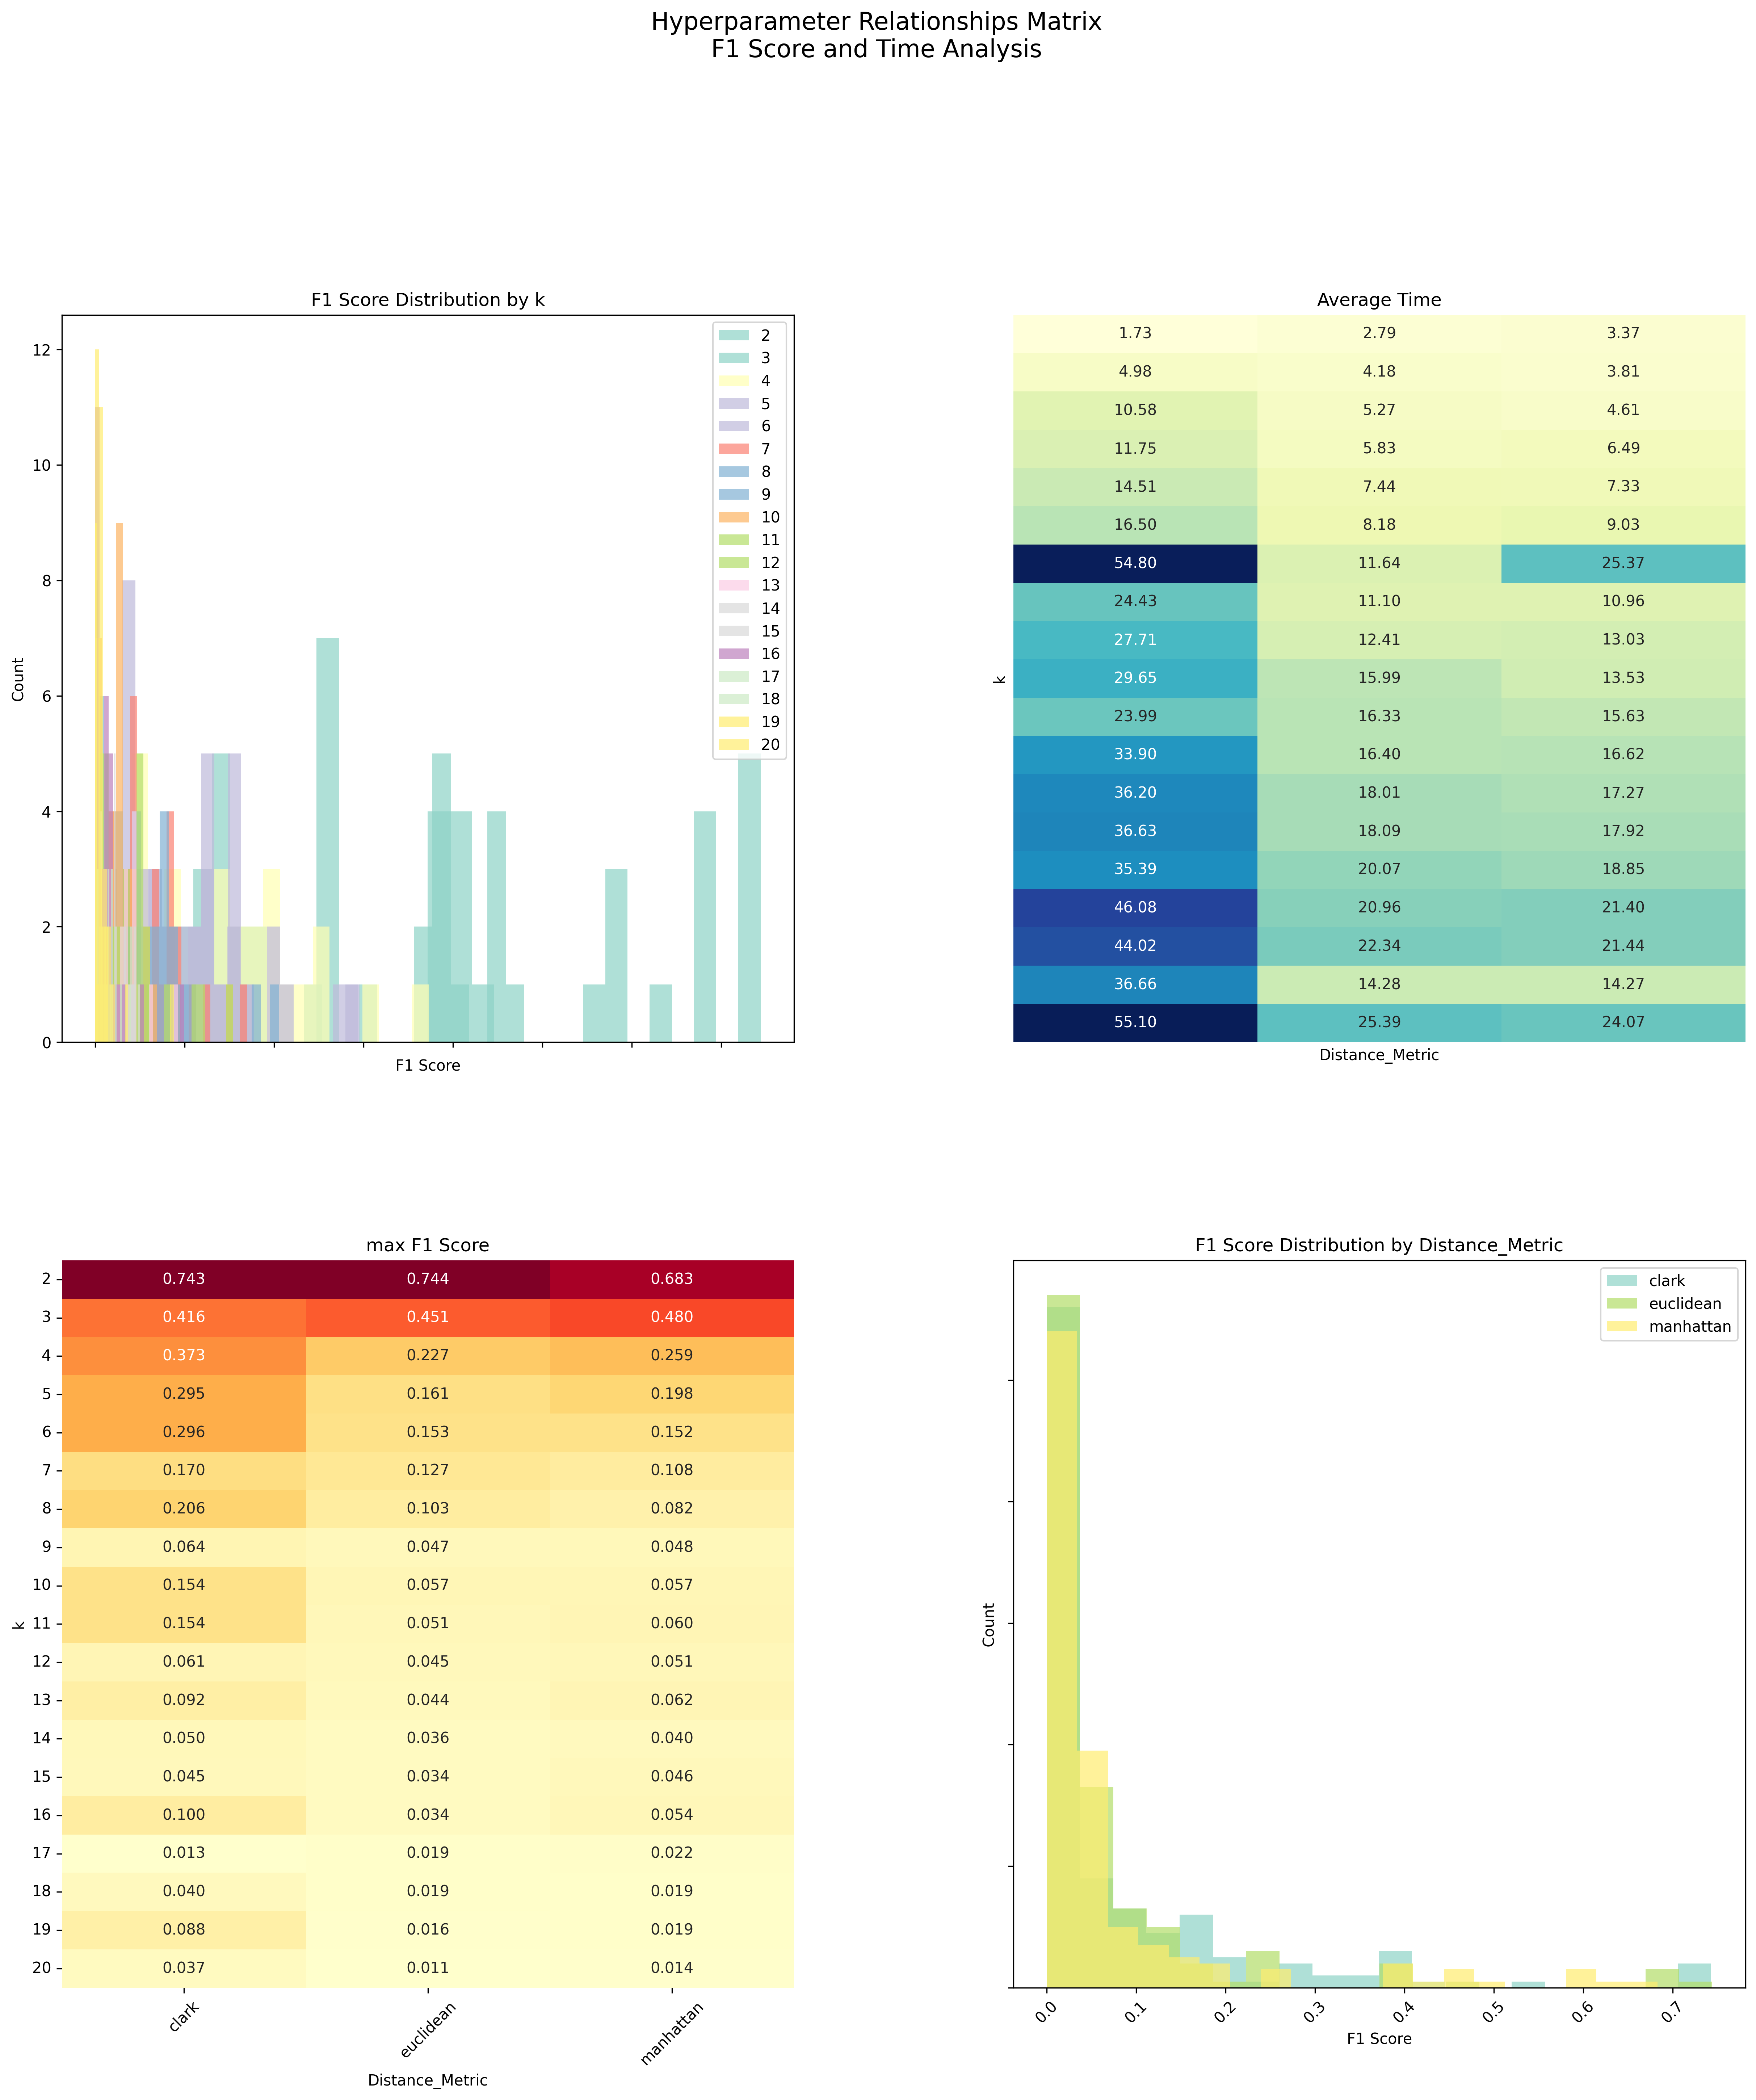 Hyperparameter Relationships Matrix
F1 Score and Time Analysis
F1 Score Distribution by k
12
10
8
6
4
2
0
Count
F1 Score
2
3
4
5
6
7
8
9
10
11
12
13
14
15
16
17
18
19
20
Average Time
k
1.73 2.79 3.37
4.98 4.18 3.81
10.58 5.27 4.61
11.75 5.83 6.49
14.51 7.44 7.33
16.50 8.18 9.03
54.80 11.64 25.37
24.43 11.10 10.96
27.71 12.41 13.03
29.65 15.99 13.53
23.99 16.33 15.63
33.90 16.40 16.62
36.20 18.01 17.27
36.63 18.09 17.92
35.39 20.07 18.85
46.08 20.96 21.40
44.02 22.34 21.44
36.66 14.28 14.27
55.10 25.39 24.07
Distance_Metric
max F1 Score
k
2 0.743 0.744 0.683
3 0.416 0.451 0.480
4 0.373 0.227 0.259
5 0.295 0.161 0.198
6 0.296 0.153 0.152
7 0.170 0.127 0.108
8 0.206 0.103 0.082
9 0.064 0.047 0.048
10 0.154 0.057 0.057
11 0.154 0.051 0.060
12 0.061 0.045 0.051
13 0.092 0.044 0.062
14 0.050 0.036 0.040
15 0.045 0.034 0.046
16 0.100 0.034 0.054
17 0.013 0.019 0.022
18 0.040 0.019 0.019
19 0.088 0.016 0.019
20 0.037 0.011 0.014
clark euclidean manhattan
Distance_Metric
F1 Score Distribution by Distance_Metric
clark
euclidean
manhattan
Count
0.0 0.1 0.2 0.3 0.4 0.5 0.6 0.7
F1 Score